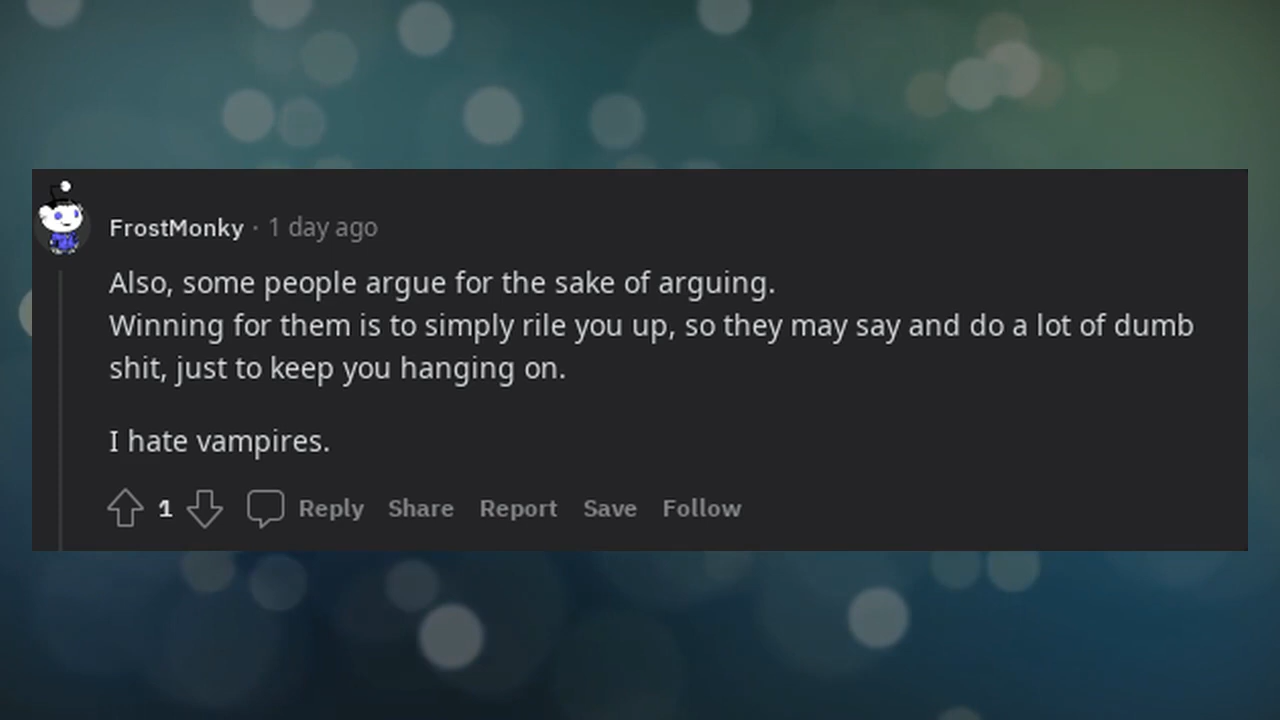 FrostMonky · 1 day ago
Also, some people argue for the sake of arguing.
Winning for them is to simply rile you up, so they may say and do a lot of dumb
shit, just to keep you hanging on.
I hate vampires.
1 Reply Share Report Save Follow